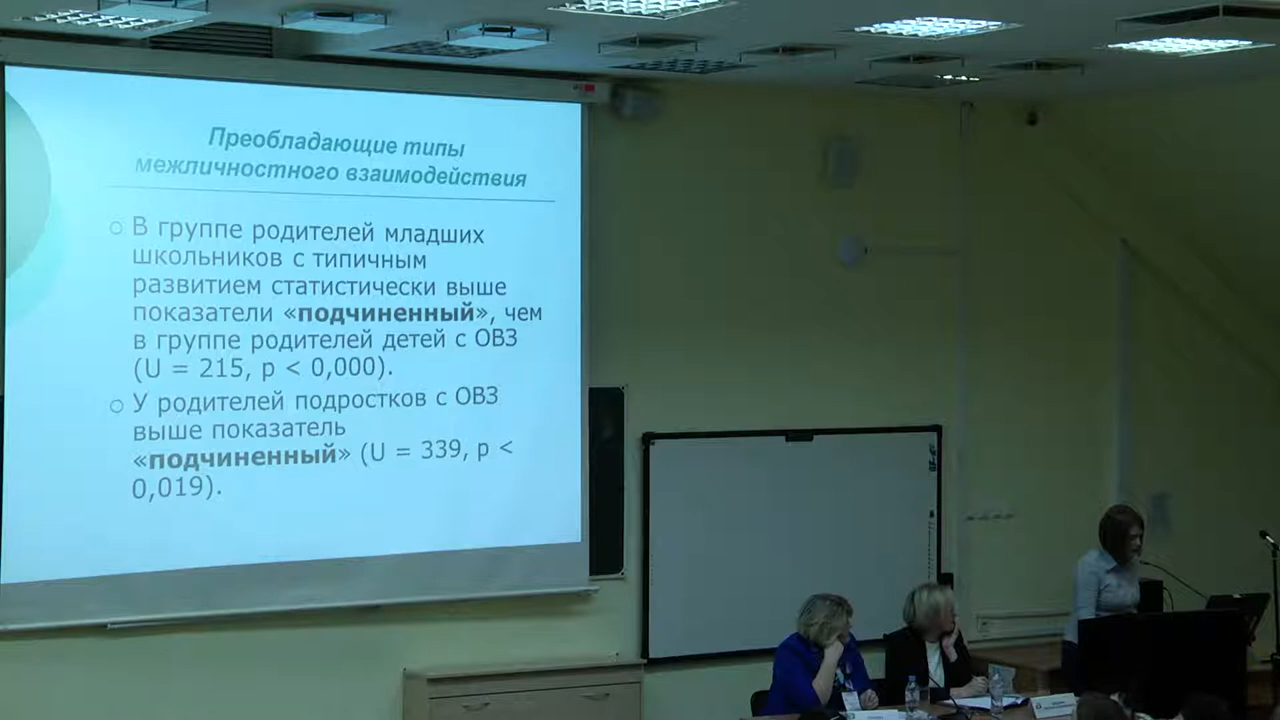 Преобладающие типы
межличностного взаимодействия
В группе родителей младших
школьников с типичным
развитием статистически выше
показатели «подчиненный», чем
в группе родителей детей с ОВЗ
(U = 215, p < 0,000).
У родителей подростков с ОВЗ
выше показатель
«подчиненный» (U = 339, p <
0,019).